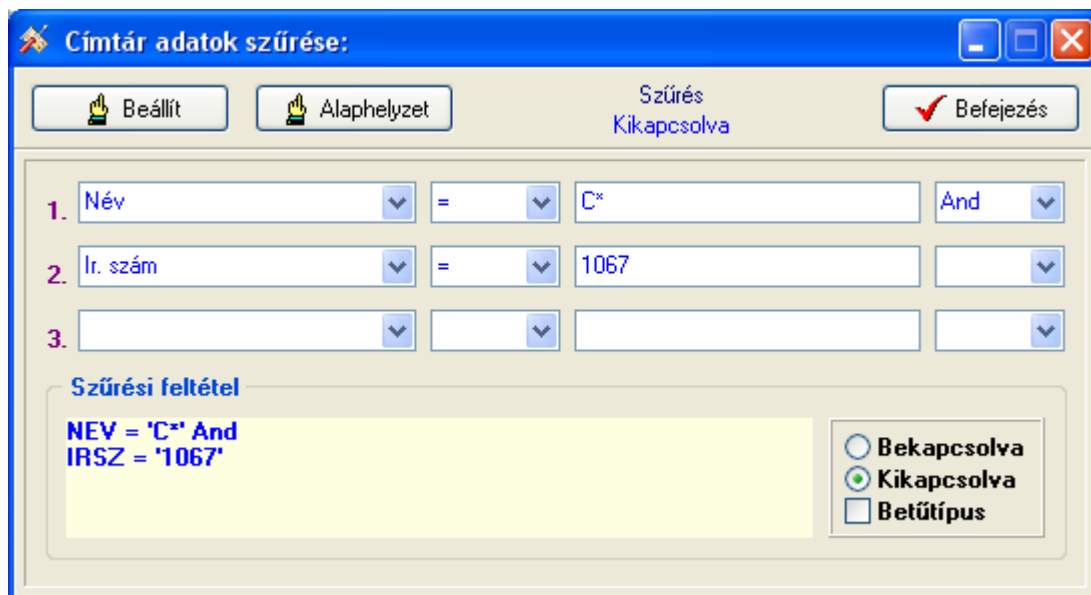 Címtár adatok szűrése:
Beállít
Alaphelyzet
Szűrés
Kikapcsolva
Befejezés
1. Név = C* And
2. Ir. szám = 1067
3.
Szűrési feltétel
NEV = 'C*' And
IRSZ = '1067'
Bekapcsolva
Kikapcsolva
Betűtípus